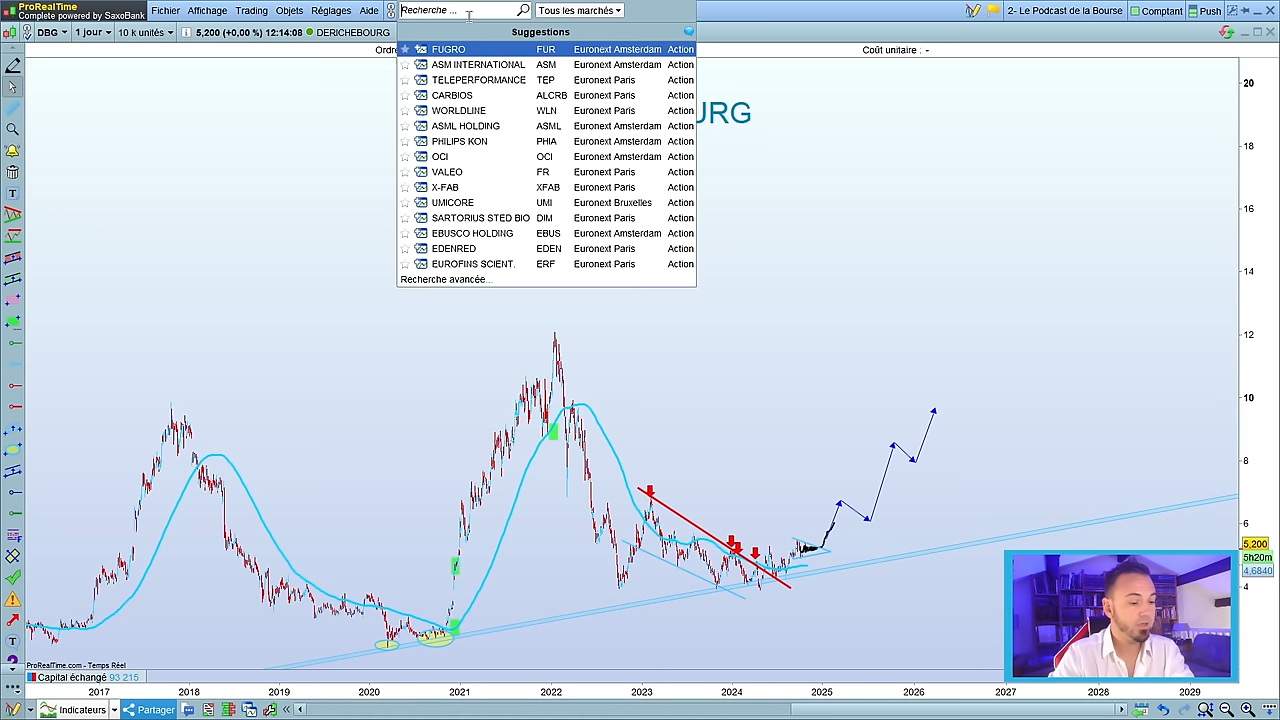 ProRealTime
Complete powered by SaxoBank
Fichier Affichage Trading Objets Réglages Aide
Recherche ...
Tous les marchés
2- Le Podcast de la Bourse
Comptant
Push
DBG 1 jour 10 k unités 5,200 (+0,00 %) 12:14:08 DERICHEBOURG
Ordre
Coût unitaire : -
Suggestions
FUGRO FUR Euronext Amsterdam Action
ASM INTERNATIONAL ASM Euronext Amsterdam Action
TELEPERFORMANCE TEP Euronext Paris Action
CARBIOS ALCRB Euronext Paris Action
WORLDLINE WLN Euronext Paris Action
ASML HOLDING ASML Euronext Amsterdam Action
PHILIPS KON PHIA Euronext Amsterdam Action
OCI OCI Euronext Amsterdam Action
VALEO FR Euronext Paris Action
X-FAB XFAB Euronext Paris Action
UMICORE UMI Euronext Bruxelles Action
SARTORIUS STED BIO DIM Euronext Paris Action
EBUSCO HOLDING EBUS Euronext Amsterdam Action
EDENRED EDEN Euronext Paris Action
EUROFINS SCIENT. ERF Euronext Paris Action
Recherche avancée...
URG
20
18
16
14
12
10
8
6
5,200
5h20m
4,6840
4
ProRealTime.com - Temps Réel
Capital échangé 93 215
2017 2018 2019 2020 2021 2022 2023 2024 2025 2026 2027 2028 2029
Indicateurs
Partager